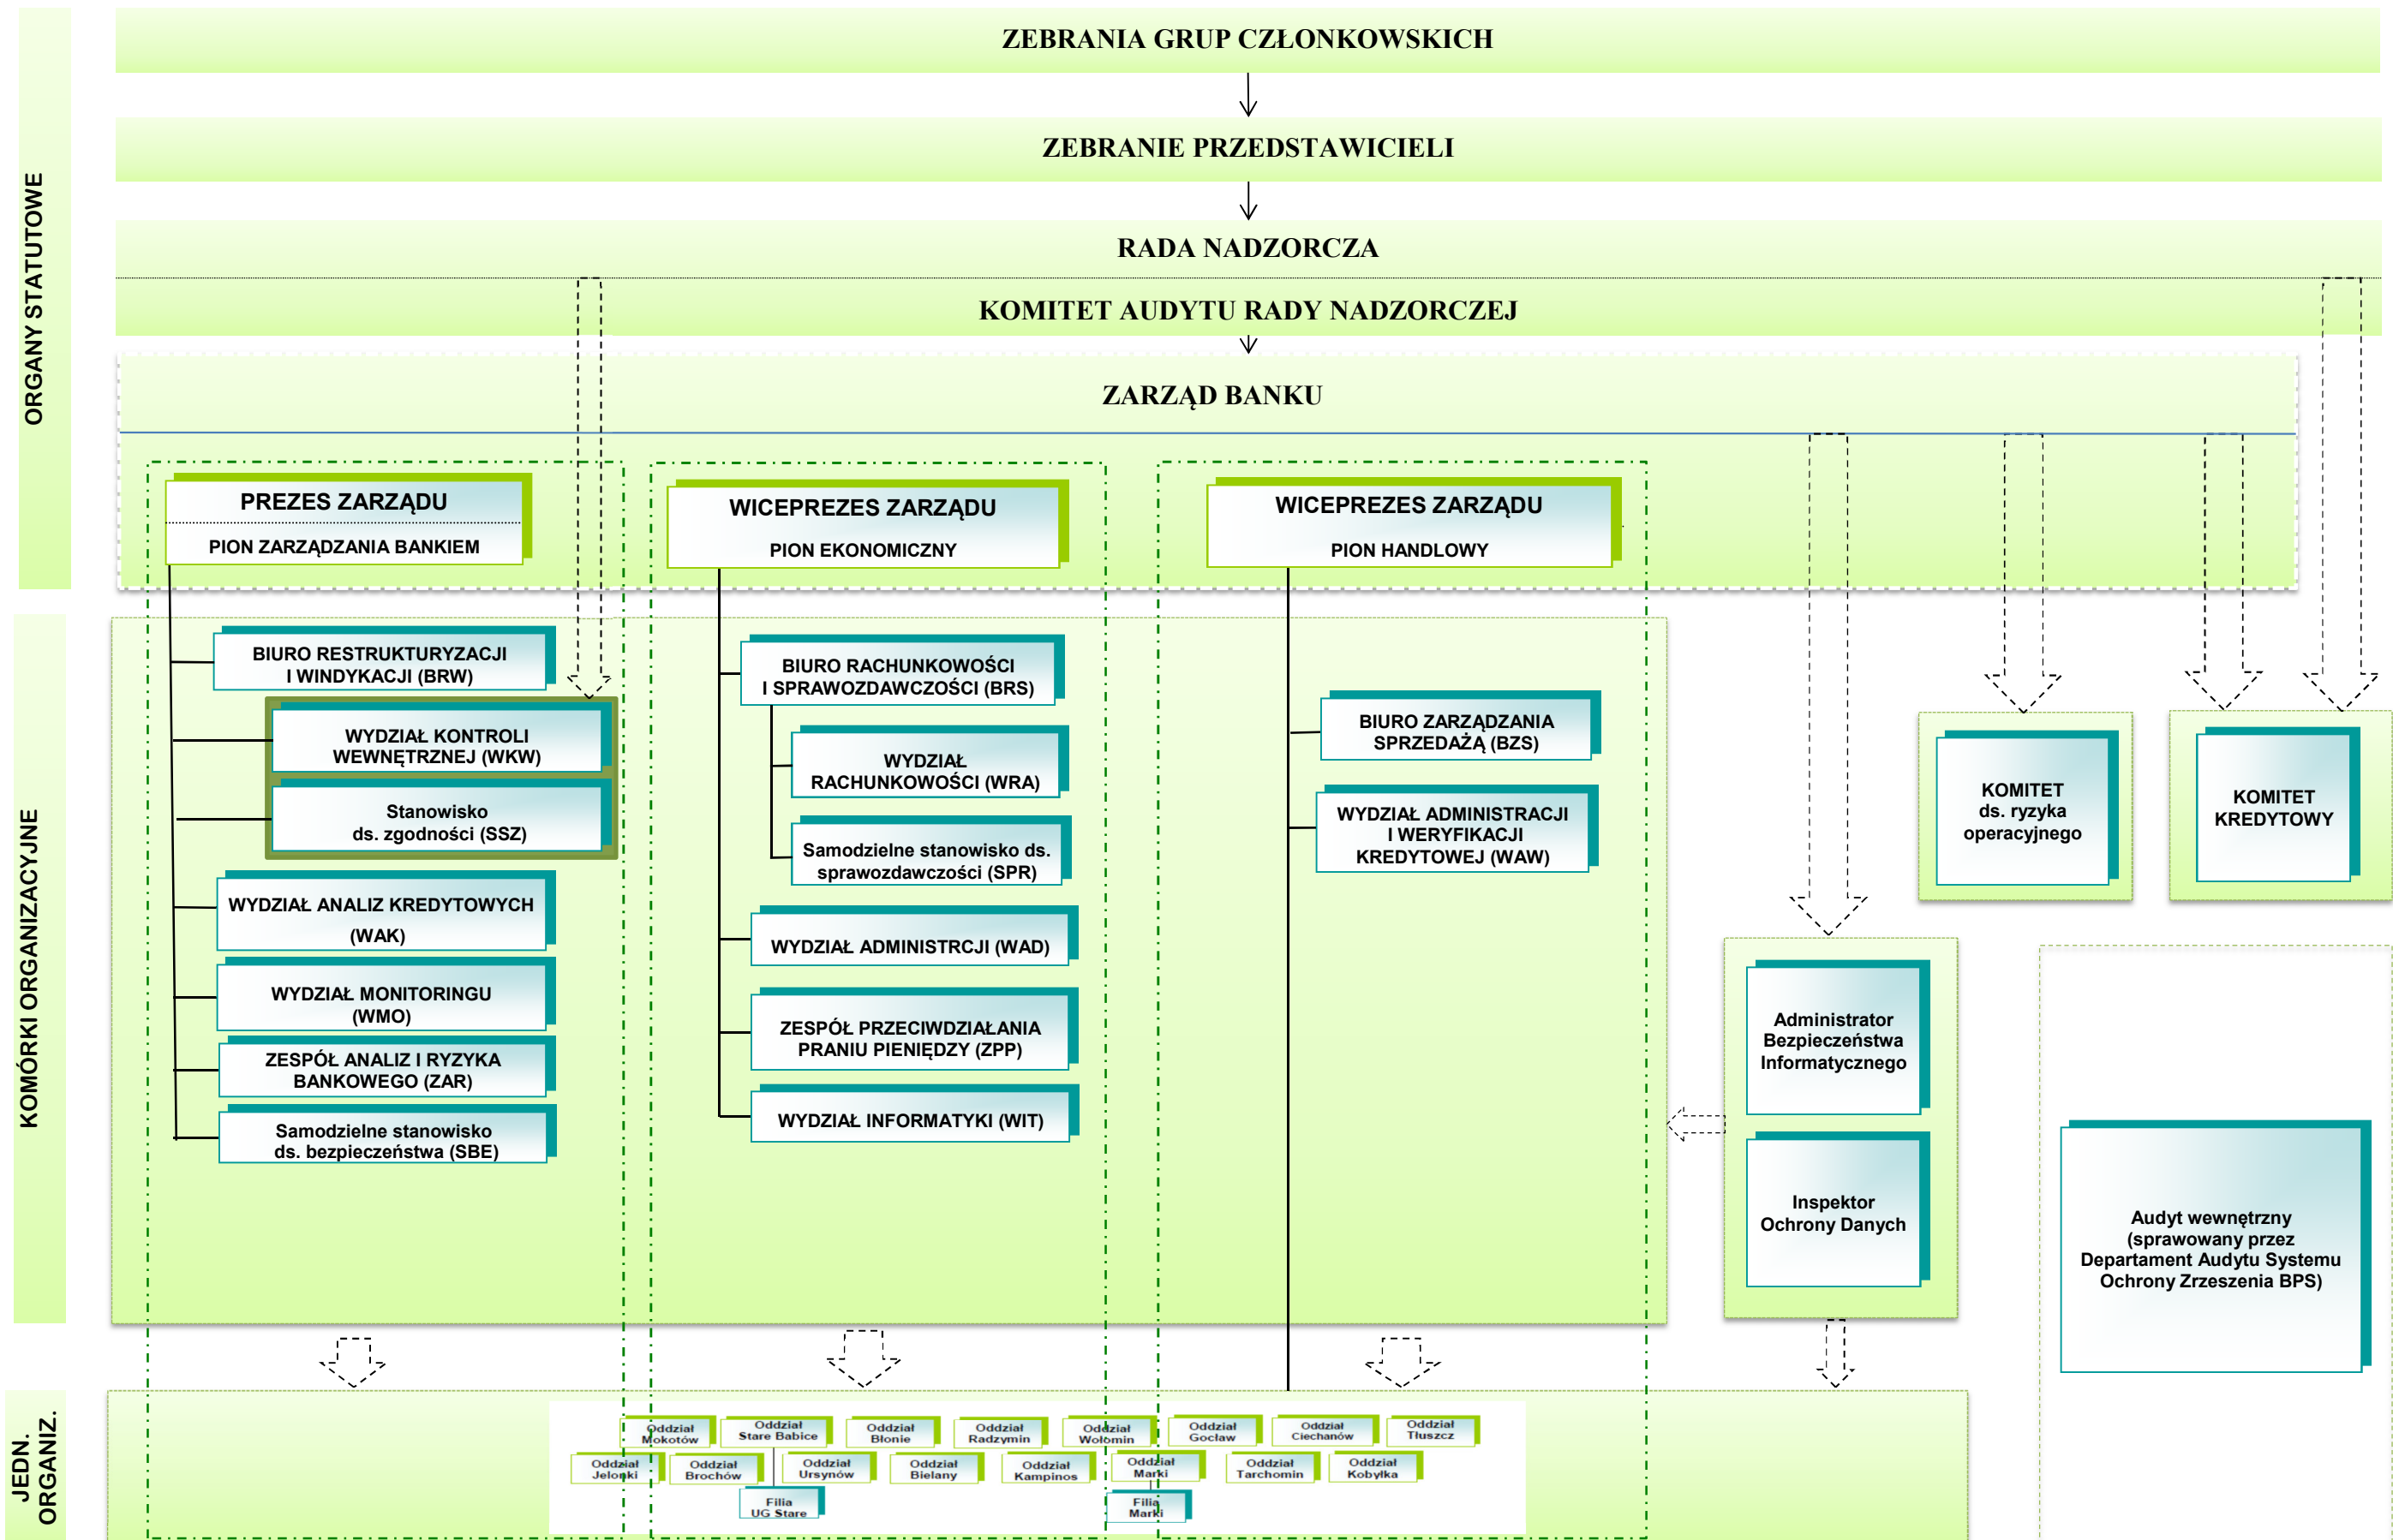 ORGANY STATUTOWE
ZEBRANIA GRUP CZŁONKOWSKICH
ZEBRANIE PRZEDSTAWICIELI
RADA NADZORCZA
KOMITET AUDYTU RADY NADZORCZEJ
ZARZĄD BANKU
PREZES ZARZĄDU
PION ZARZĄDZANIA BANKIEM
WICEPREZES ZARZĄDU
PION EKONOMICZNY
WICEPREZES ZARZĄDU
PION HANDLOWY
KOMÓRKI ORGANIZACYJNE
BIURO RESTRUKTURYZACJI
I WINDYKACJI (BRW)
WYDZIAŁ KONTROLI
WEWNĘTRZNEJ (WKW)
Stanowisko
ds. zgodności (SSZ)
WYDZIAŁ ANALIZ KREDYTOWYCH
(WAK)
WYDZIAŁ MONITORINGU
(WMO)
ZESPÓŁ ANALIZ I RYZYKA
BANKOWEGO (ZAR)
Samodzielne stanowisko
ds. bezpieczeństwa (SBE)
BIURO RACHUNKOWOŚCI
I SPRAWOZDAWCZOŚCI (BRS)
WYDZIAŁ
RACHUNKOWOŚCI (WRA)
Samodzielne stanowisko ds.
sprawozdawczości (SPR)
WYDZIAŁ ADMINISTRCJI (WAD)
ZESPÓŁ PRZECIWDZIAŁANIA
PRANIU PIENIĘDZY (ZPP)
WYDZIAŁ INFORMATYKI (WIT)
BIURO ZARZĄDZANIA
SPRZEDAŻĄ (BZS)
WYDZIAŁ ADMINISTRACJI
I WERYFIKACJI
KREDYTOWEJ (WAW)
KOMITET
ds. ryzyka
operacyjnego
KOMITET
KREDYTOWY
Administrator
Bezpieczeństwa
Informatycznego
Inspektor
Ochrony Danych
Audyt wewnętrzny
(sprawowany przez
Departament Audytu Systemu
Ochrony Zrzeszenia BPS)
JEDN.
ORGANIZ.
Oddział
Mokotów
Oddział
Stare Babice
Oddział
Błonie
Oddział
Radzymin
Oddział
Wołomin
Oddział
Gocław
Oddział
Ciechanów
Oddział
Tłuszcz
Oddział
Jelonki
Oddział
Brochów
Oddział
Ursynów
Oddział
Bielany
Oddział
Kampinos
Oddział
Marki
Oddział
Tarchomin
Oddział
Kobyłka
Filia
UG Stare
Filia
Marki